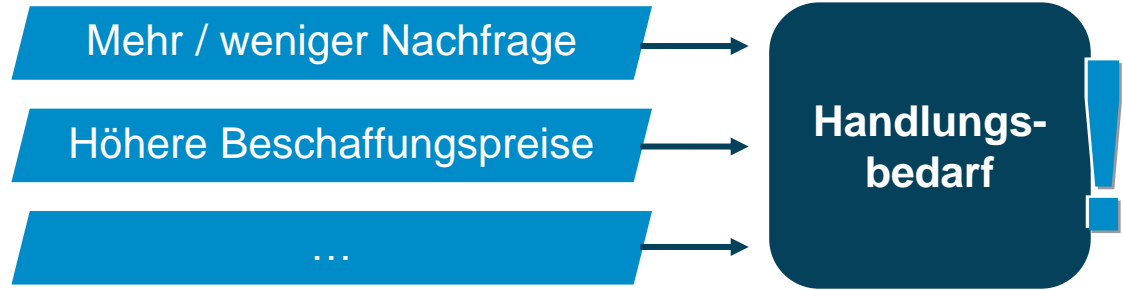 Mehr / weniger Nachfrage
Höhere Beschaffungspreise
…
Handlungs-
bedarf
!